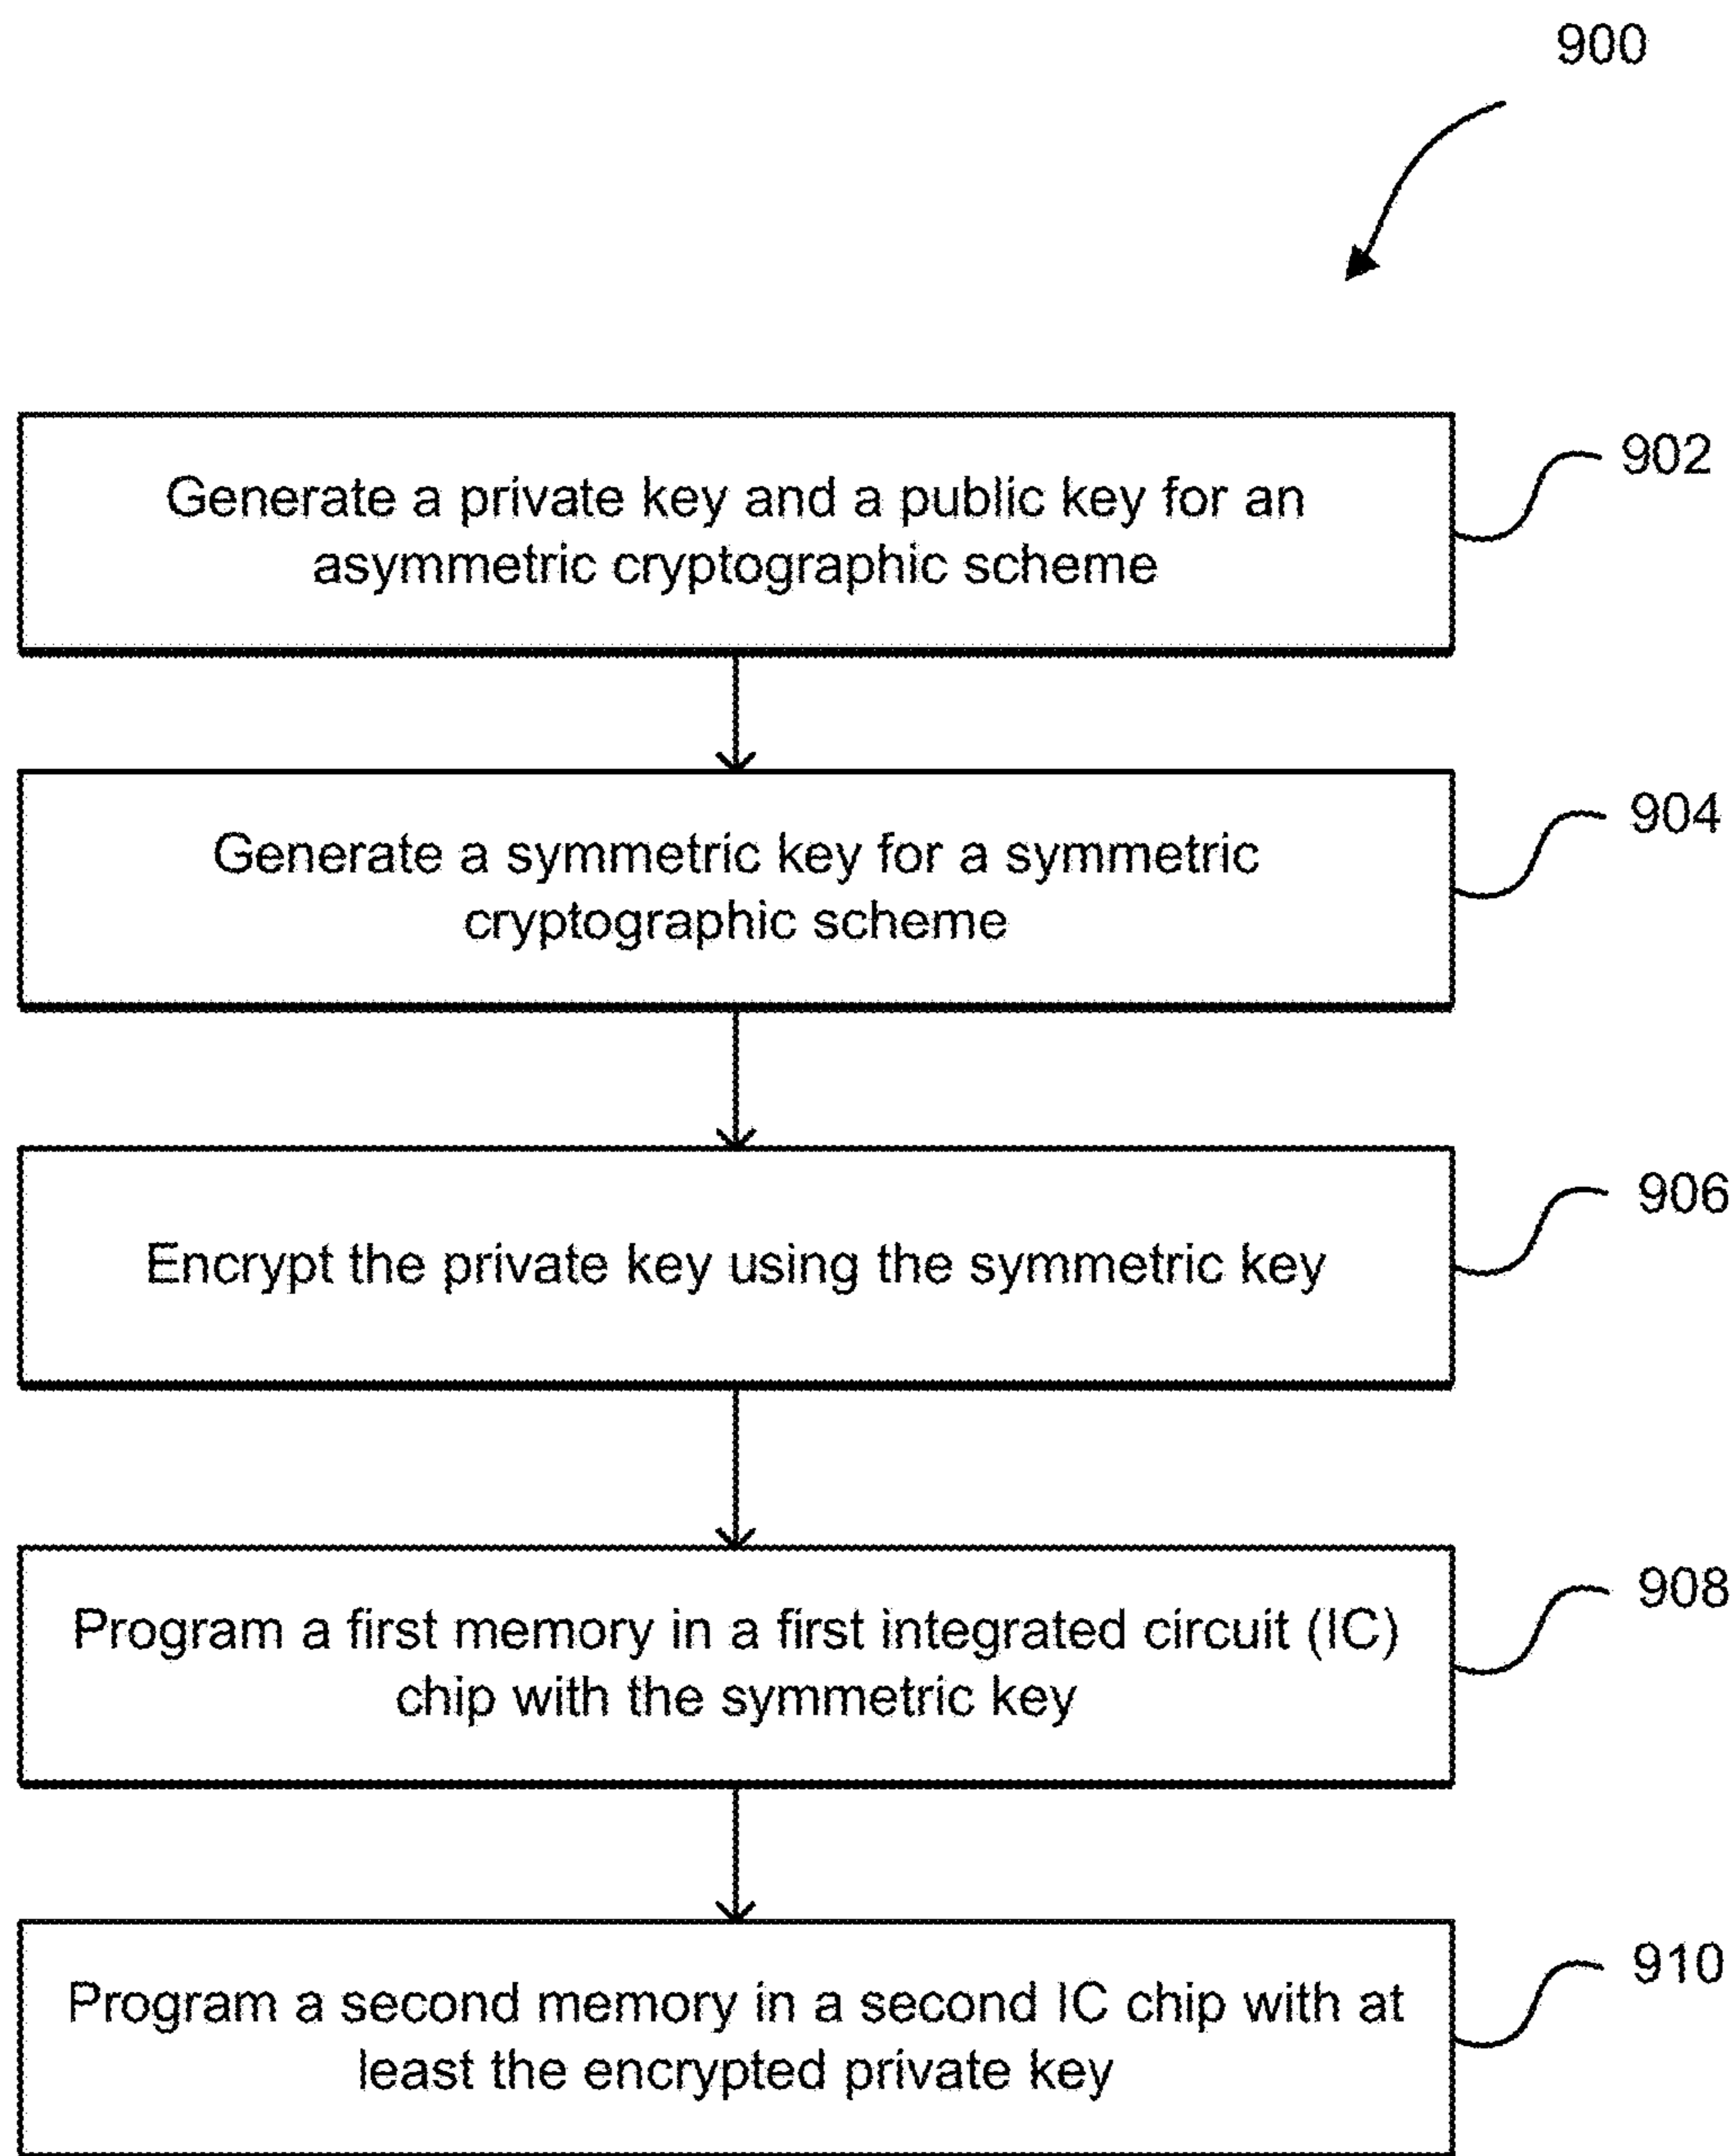 900
Generate a private key and a public key for an
asymmetric cryptographic scheme
902
Generate a symmetric key for a symmetric
cryptographic scheme
904
Encrypt the private key using the symmetric key
906
Program a first memory in a first integrated circuit (IC)
chip with the symmetric key
908
Program a second memory in a second IC chip with at
least the encrypted private key
910